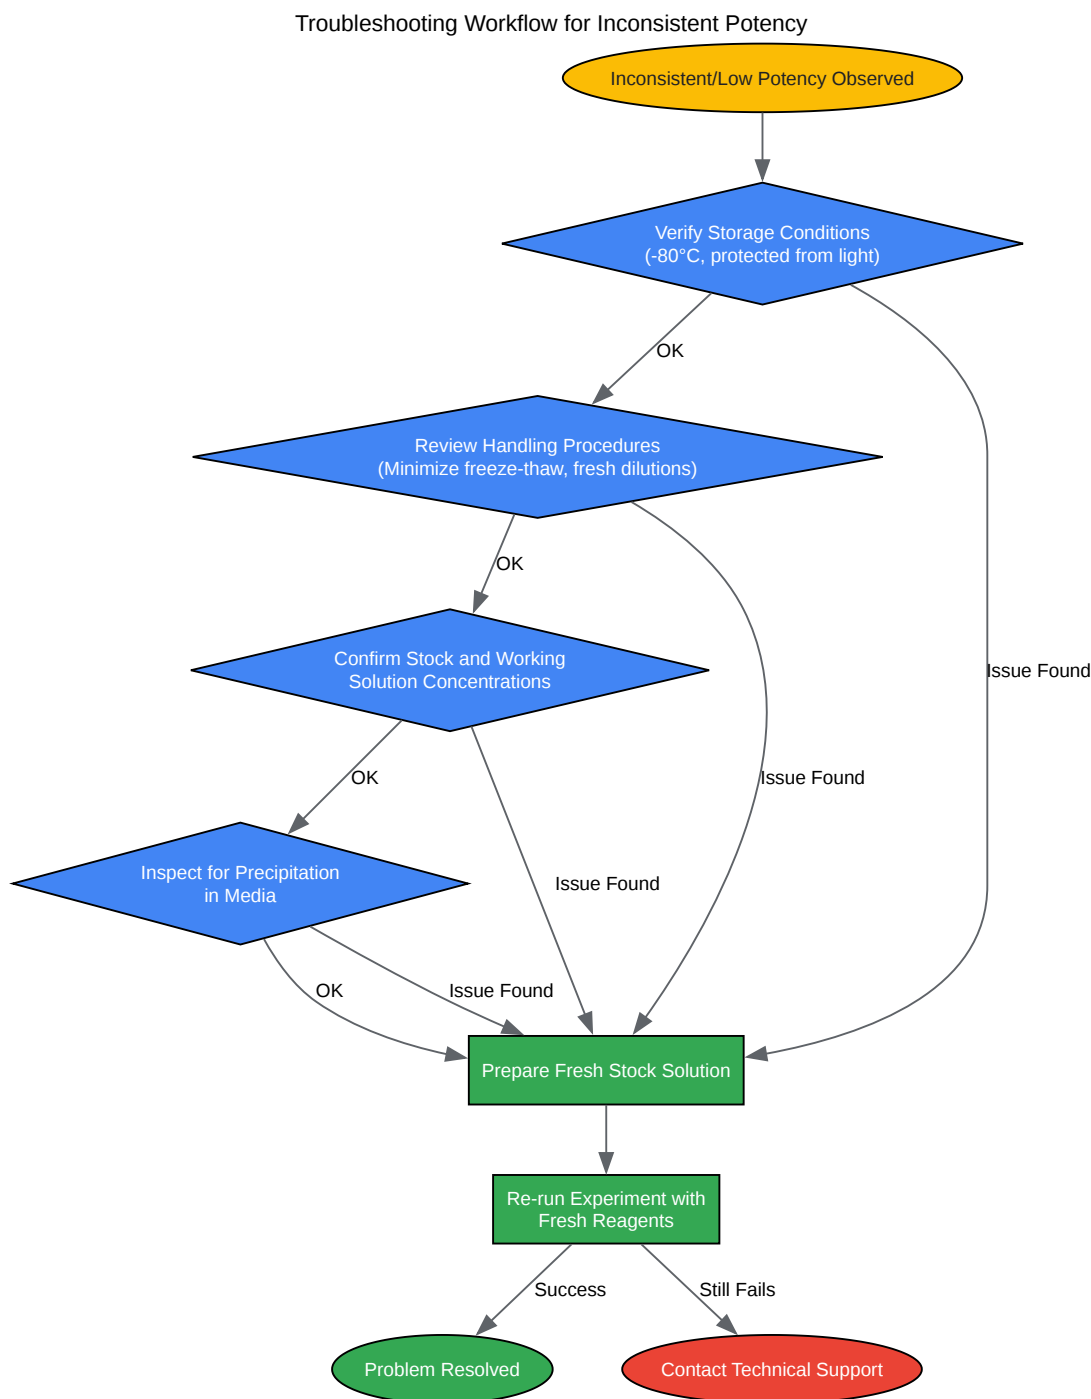 Troubleshooting Workflow for Inconsistent Potency
Inconsistent/Low Potency Observed
Verify Storage Conditions
(-80°C, protected from light)
OK
Review Handling Procedures
(Minimize freeze-thaw, fresh dilutions)
OK
Confirm Stock and Working
Solution Concentrations
Issue Found
OK
Issue Found
Inspect for Precipitation
in Media
Issue Found
OK
Issue Found
Prepare Fresh Stock Solution
Re-run Experiment with
Fresh Reagents
Success
Still Fails
Problem Resolved
Contact Technical Support